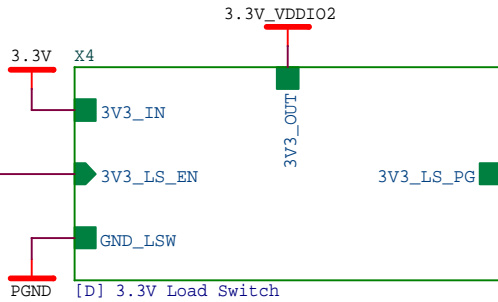 3.3V_VDDIO2
3.3V
X4
3V3_IN
3V3_OUT
3V3_LS_EN
3V3_LS_PG
GND_LSW
PGND
[D] 3.3V Load Switch